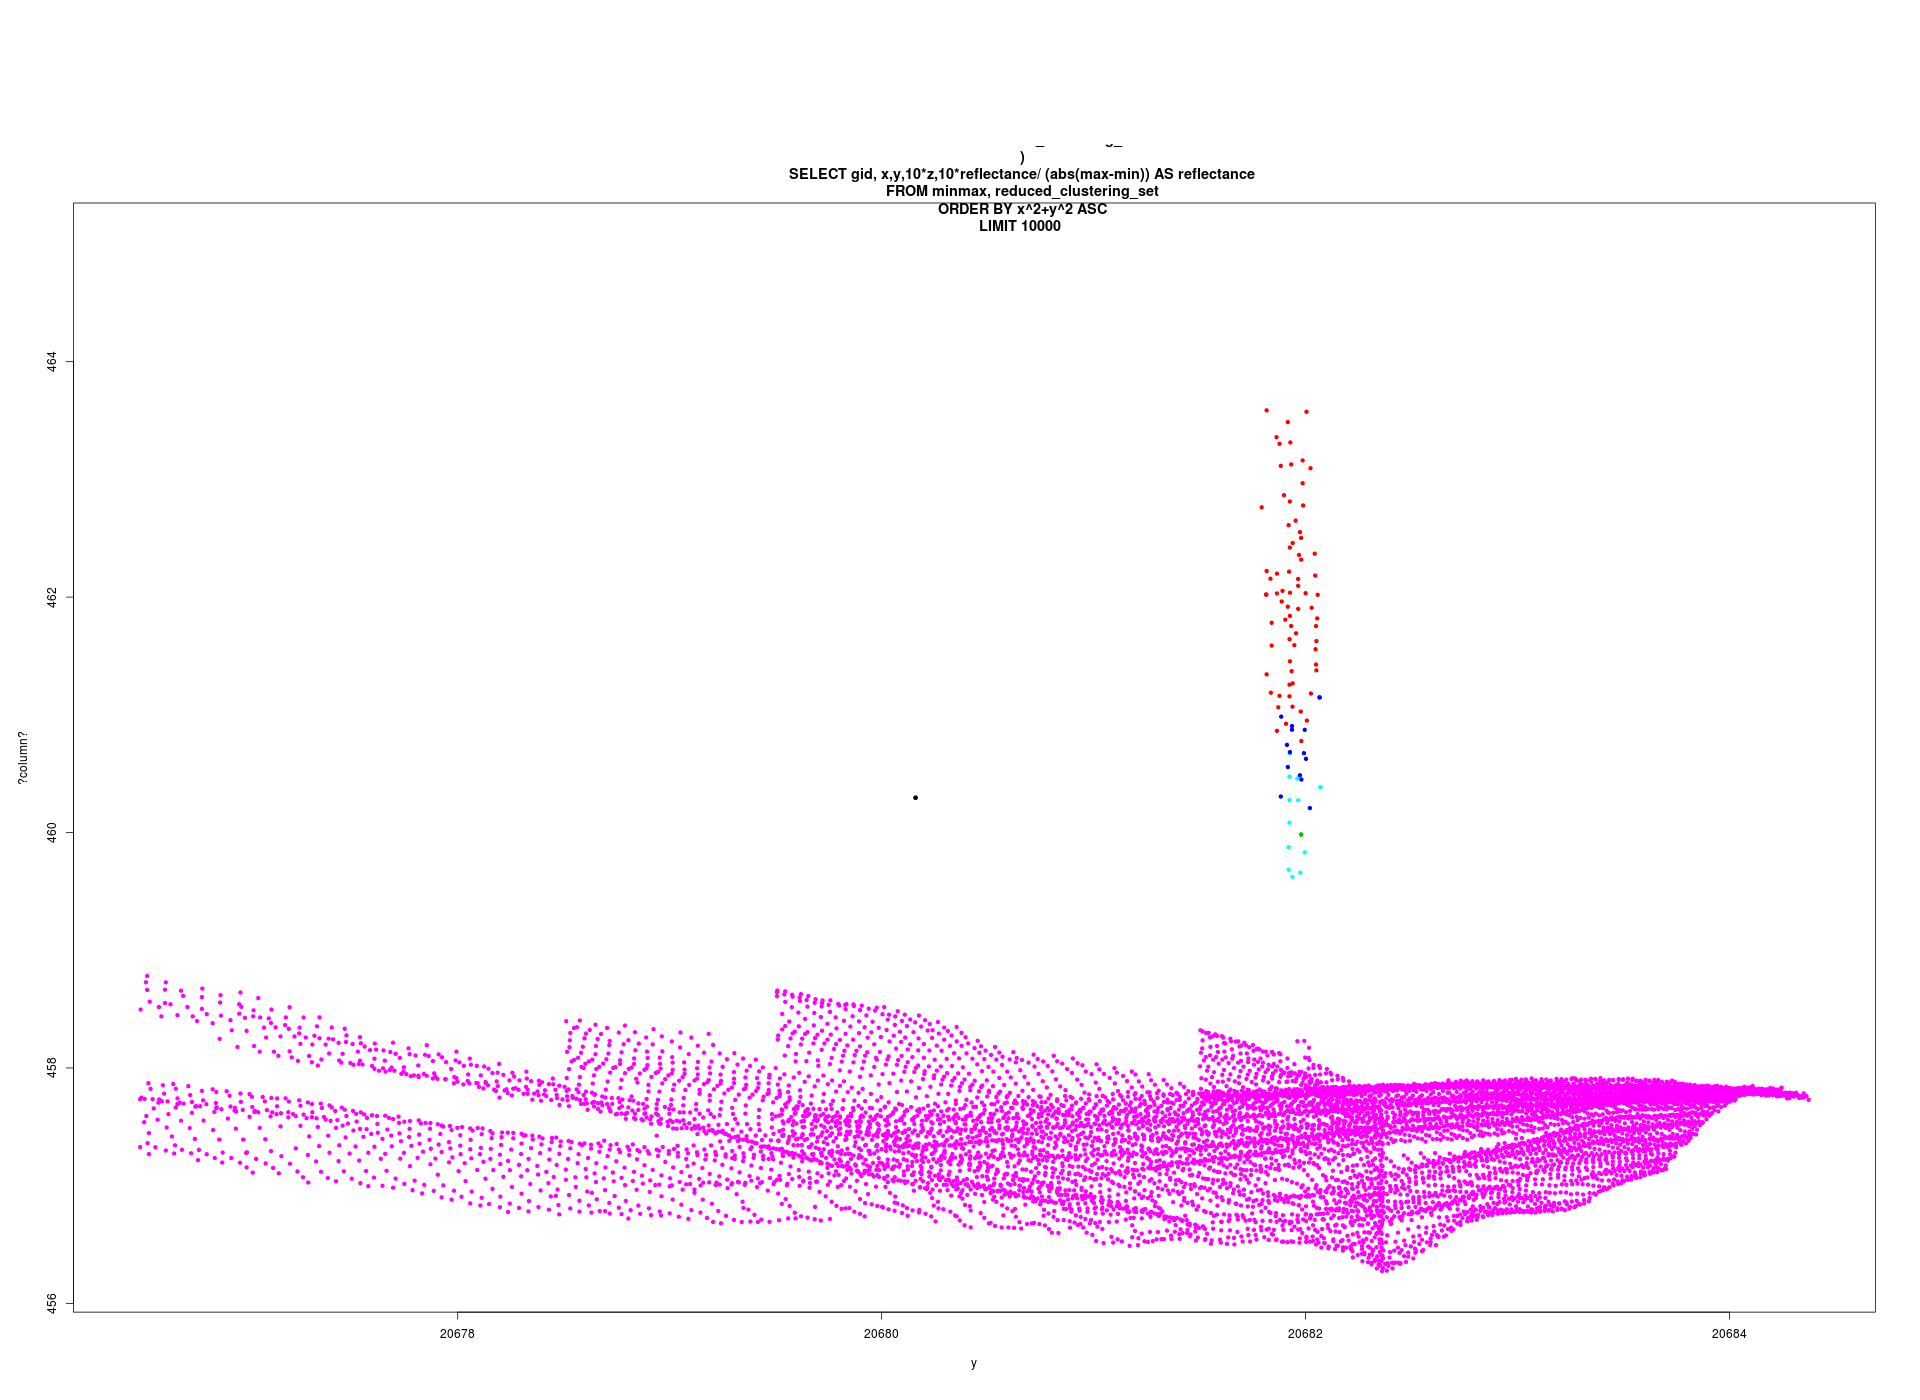 )
SELECT gid, x,y,10*z,10*reflectance/ (abs(max-min)) AS reflectance
FROM minmax, reduced_clustering_set
ORDER BY x^2+y^2 ASC
LIMIT 10000
464
462
460
458
456
?column?
20678
20680
20682
20684
y